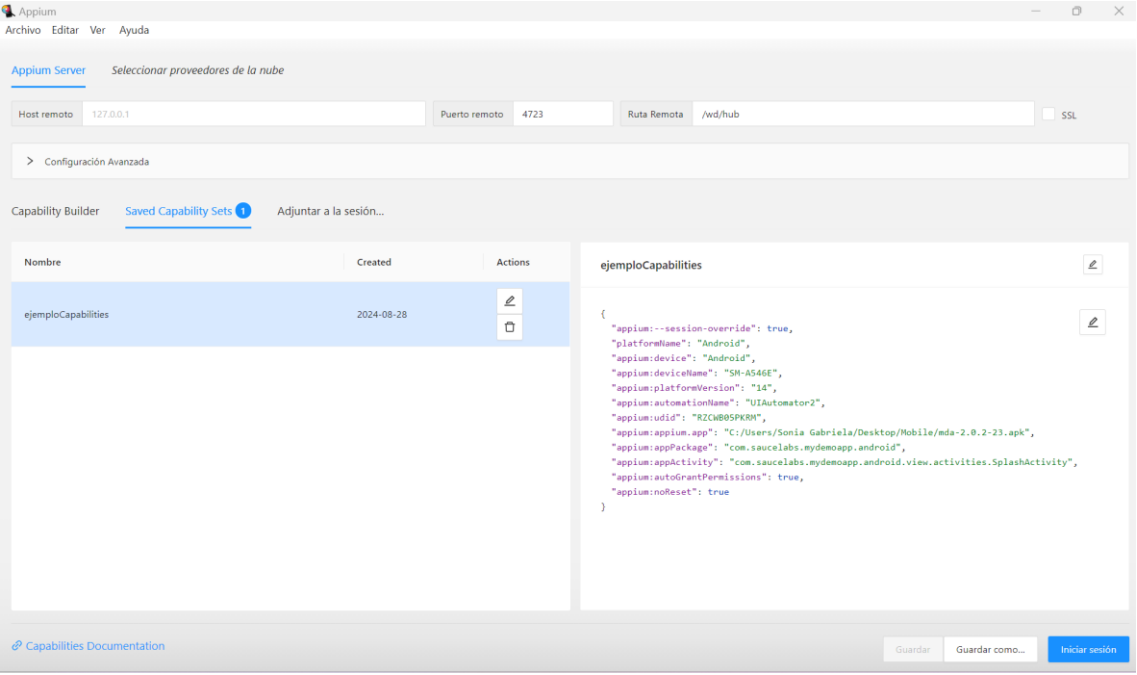 Appium
Archivo Editar Ver Ayuda
Appium Server Seleccionar proveedores de la nube
Host remoto 127.0.0.1 Puerto remoto 4723 Ruta Remota /wd/hub SSL
Configuración Avanzada
Capability Builder Saved Capability Sets 1 Adjuntar a la sesión...
Nombre Created Actions
ejemploCapabilities 2024-08-28
ejemploCapabilities
{
"appium:--session-override": true,
"platformName": "Android",
"appium:device": "Android",
"appium:deviceName": "SM-A546E",
"appium:platformVersion": "14",
"appium:automationName": "UIAutomator2",
"appium:udid": "RZCWB05PKRM",
"appium:appium.app": "C:/Users/Sonia Gabriela/Desktop/Mobile/mda-2.0.2-23.apk",
"appium:appPackage": "com.saucelabs.mydemoapp.android",
"appium:appActivity": "com.saucelabs.mydemoapp.android.view.activities.SplashActivity",
"appium:autoGrantPermissions": true,
"appium:noReset": true
}
Capabilities Documentation
Guardar Guardar como... Iniciar sesión